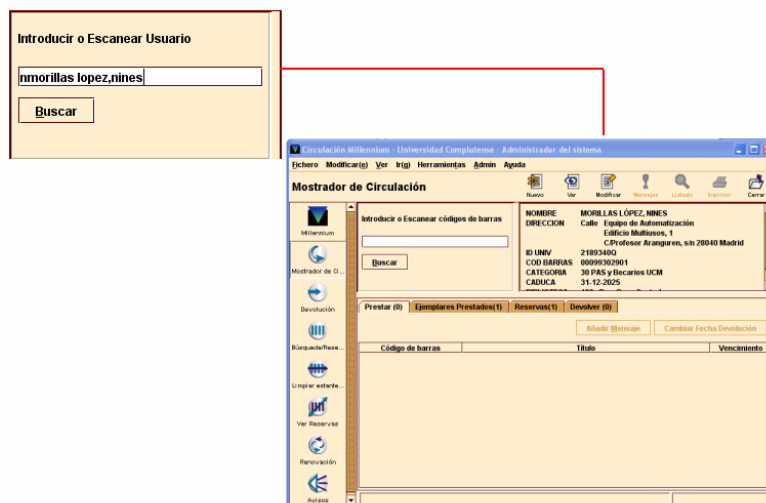 Introducir o Escanear Usuario
nmorillas lopez,nines
Buscar
Circulación Millennium - Universidad Complutense - Administrador del sistema
Fichero Modificar(e) Ver Ir(g) Herramientas Admin Ayuda
Mostrador de Circulación
Nuevo Ver Modificar Mensajes Listado Imprimir Cerrar
Millennium
Mostrador de Ci...
Devolución
Búsqueda/Rese...
Limpiar estante...
Ver Reservas
Renovación
Avisos
Introducir o Escanear códigos de barras
Buscar
NOMBRE MORILLAS LÓPEZ, NINES
DIRECCION Calle Equipo de Automatización
Edificio Multiusos, 1
C/Profesor Aranguren, s/n 28040 Madrid
ID UNIV 2189340Q
COD BARRAS 00099302901
CATEGORIA 30 PAS y Becarios UCM
CADUCA 31-12-2025
Prestar (0) Ejemplares Prestados(1) Reservas(1) Devolver (0)
Añadir Mensaje Cambiar Fecha Devolución
Código de barras Título Vencimiento